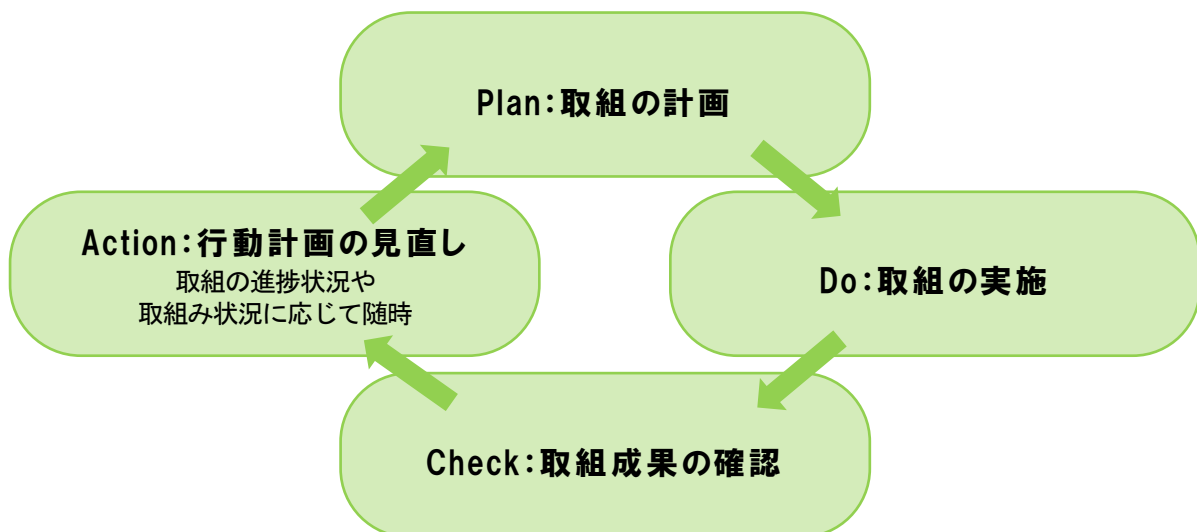 Plan:取組の計画
Action:行動計画の見直し
取組の進捗状況や
取組み状況に応じて随時
Do:取組の実施
Check:取組成果の確認